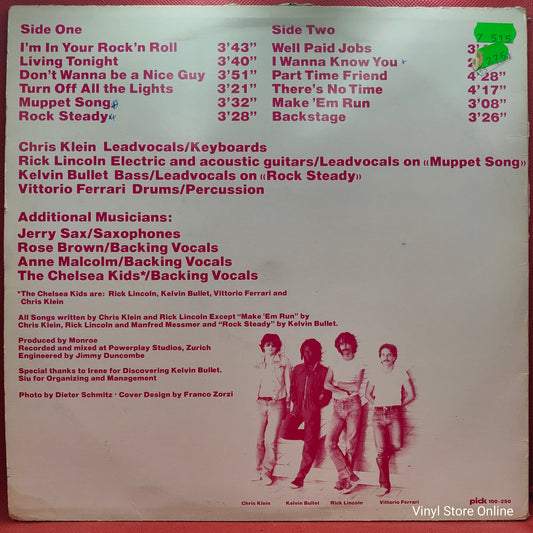 Side One
I'm In Your Rock'n Roll 3'43"
Living Tonight 3'40"
Don't Wanna be a Nice Guy 3'51"
Turn Off All the Lights 3'21"
Muppet Song 3'32"
Rock Steady 3'28"
Side Two
Well Paid Jobs
I Wanna Know You
Part Time Friend 4'28"
There's No Time 4'17"
Make 'Em Run 3'08"
Backstage 3'26"
Chris Klein Leadvocals/Keyboards
Rick Lincoln Electric and acoustic guitars/Leadvocals on «Muppet Song»
Kelvin Bullet Bass/Leadvocals on «Rock Steady»
Vittorio Ferrari Drums/Percussion
Additional Musicians:
Jerry Sax/Saxophones
Rose Brown/Backing Vocals
Anne Malcolm/Backing Vocals
The Chelsea Kids*/Backing Vocals
*The Chelsea Kids are: Rick Lincoln, Kelvin Bullet, Vittorio Ferrari and
Chris Klein
All Songs written by Chris Klein and Rick Lincoln Except "Make 'Em Run" by
Chris Klein, Rick Lincoln and Manfred Messmer and "Rock Steady" by Kelvin Bullet.
Produced by Monroe
Recorded and mixed at Powerplay Studios, Zurich
Engineered by Jimmy Duncombe
Special thanks to Irene for Discovering Kelvin Bullet.
Siu for Organizing and Management
Photo by Dieter Schmitz · Cover Design by Franco Zorzi
Chris Klein Kelvin Bullet Rick Lincoln Vittorio Ferrari
pick 100-250
Vinyl Store Online